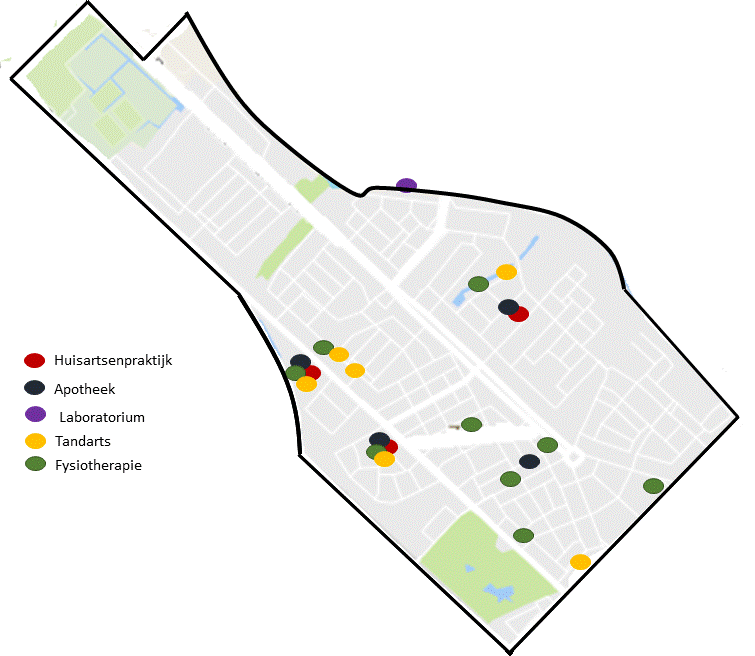 Huisartsenpraktijk
Apotheek
Laboratorium
Tandarts
Fysiotherapie